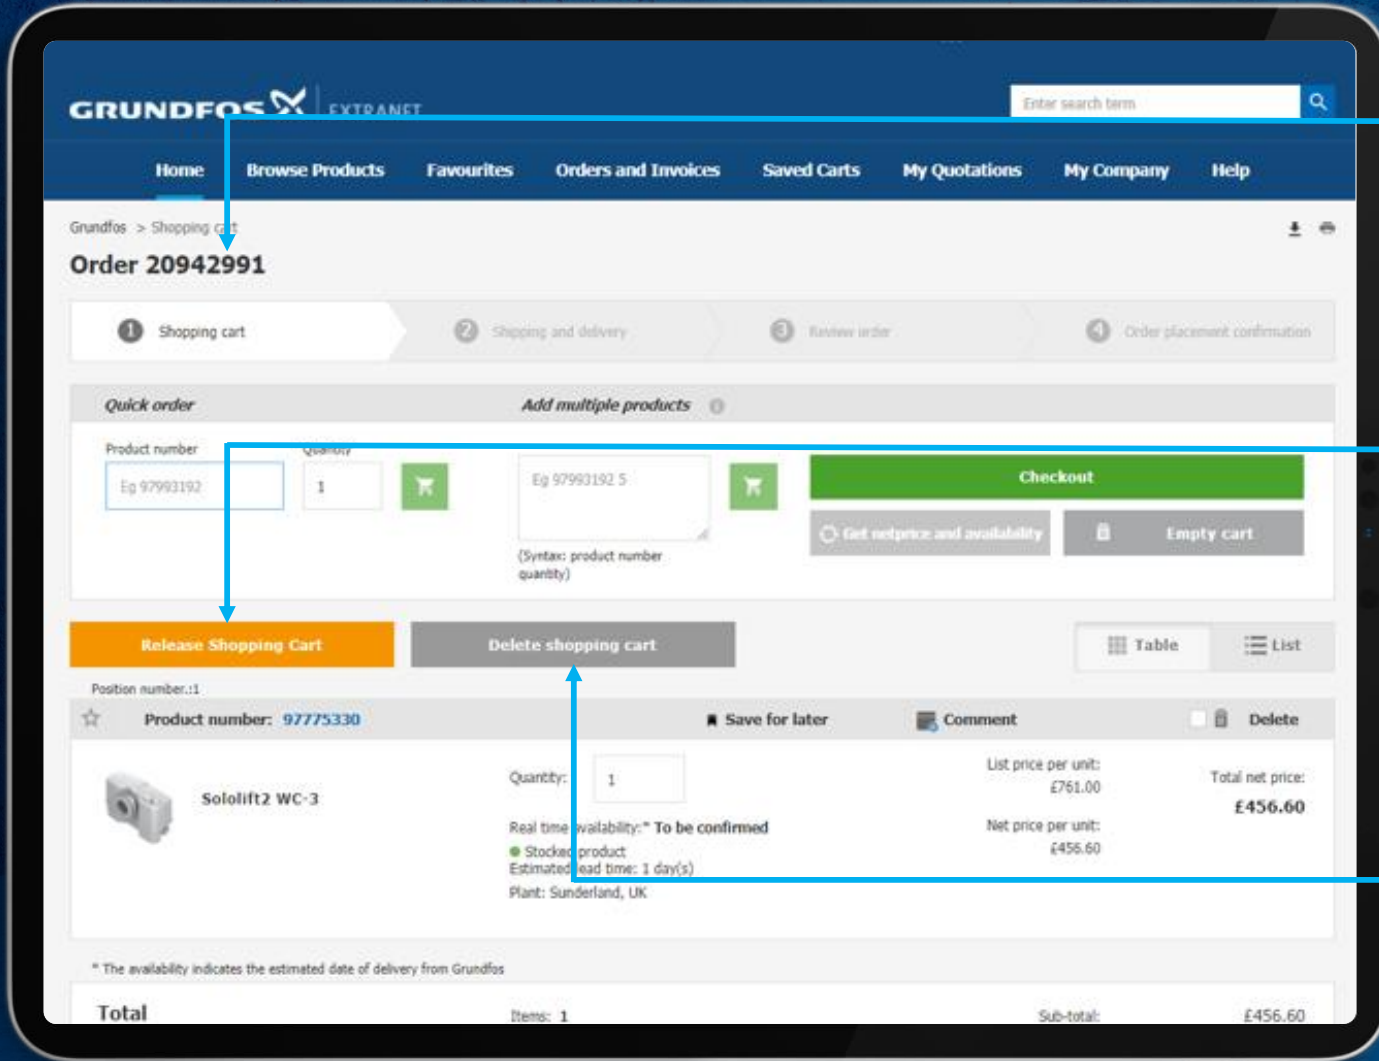 GRUNDFOS EXTRANET
Enter search term
Home Browse Products Favourites Orders and Invoices Saved Carts My Quotations My Company Help
Grundfos > Shopping cart
Order 20942991
1 Shopping cart 2 Shipping and delivery 3 Review order 4 Order placement confirmation
Quick order Add multiple products
Product number Quantity
Eg 97993192 1 Eg 97993192 5
Checkout
Get netprice and availability Empty cart
(Syntax: product number
quantity)
Release Shopping Cart Delete shopping cart Table List
Position number.:1
Product number: 97775330 Save for later Comment Delete
Sololift2 WC-3
Quantity: 1
Real time availability:* To be confirmed
Stocked product
Estimated lead time: 1 day(s)
Plant: Sunderland, UK
List price per unit:
£761.00
Net price per unit:
£456.60
Total net price:
£456.60
* The availability indicates the estimated date of delivery from Grundfos
Total Items: 1 Sub-total: £456.60